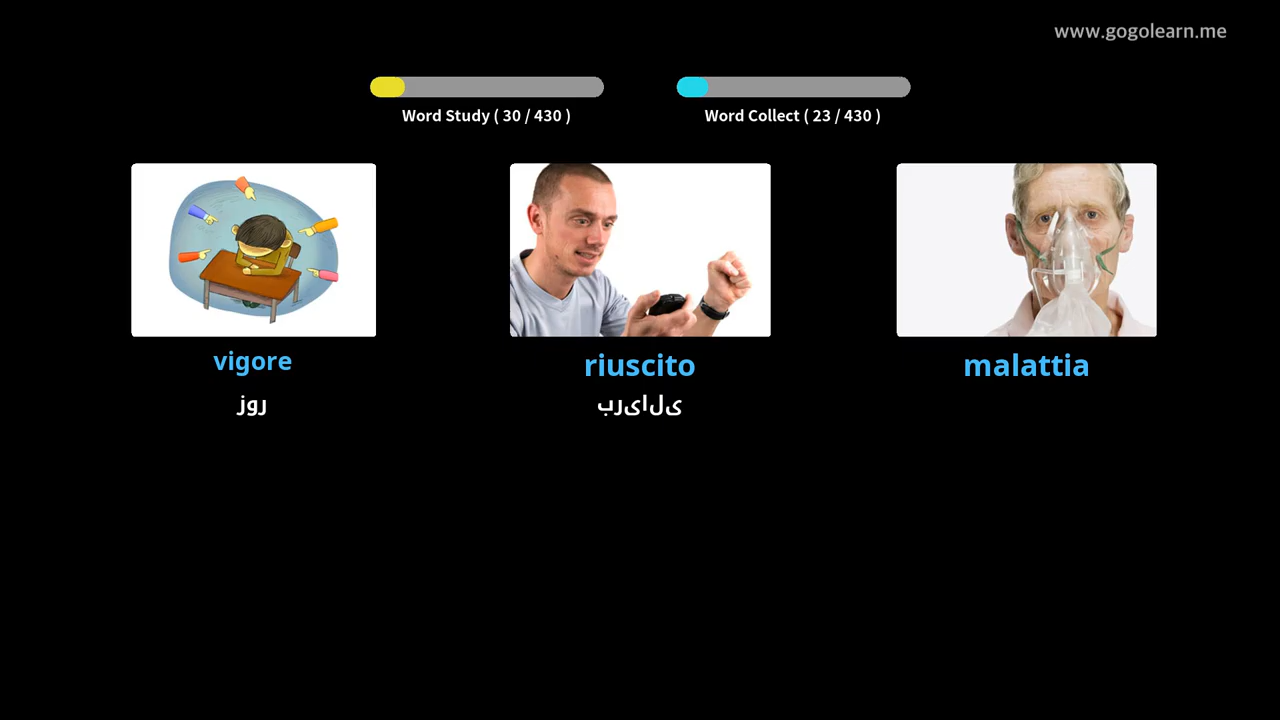 www.gogolearn.me
Word Study ( 30 / 430 )
Word Collect ( 23 / 430 )
vigore
riuscito
malattia
زور
بریالی